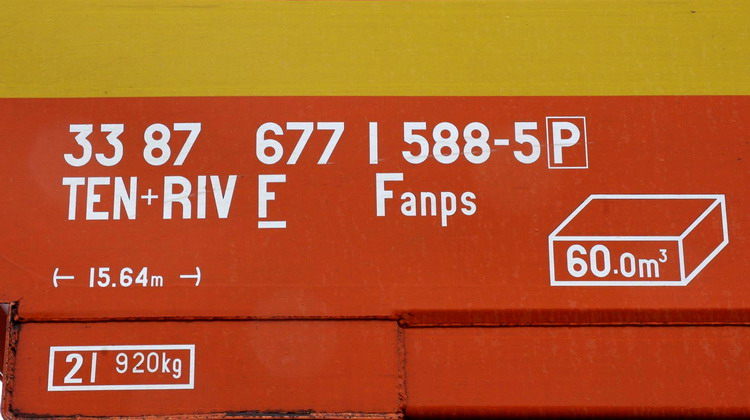 33 87 677 1 588-5 P
TEN+RIV F Fanps
60.0m³
15.64m
21 920kg